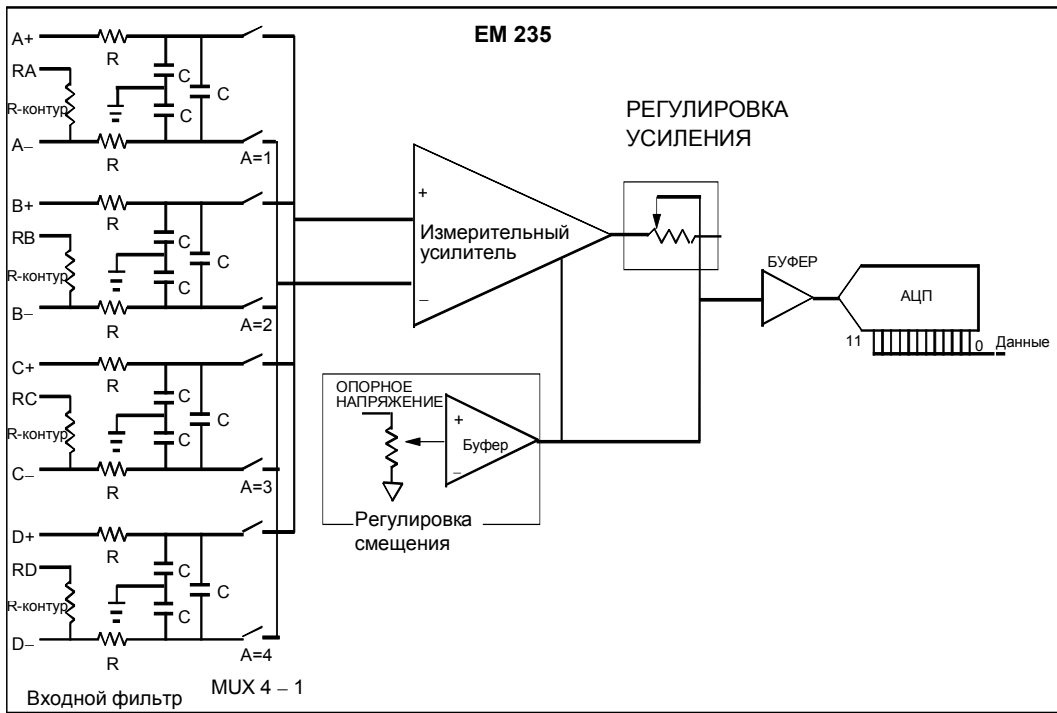 EM 235
A+
R
C
C
C
RA
R-контур
A–
R
A=1
B+
R
C
C
C
RB
R-контур
B–
R
A=2
C+
R
C
C
C
RC
R-контур
C–
R
A=3
D+
R
C
C
C
RD
R-контур
D–
R
A=4
Входной фильтр
MUX 4 – 1
+
Измерительный
усилитель
–
РЕГУЛИРОВКА
УСИЛЕНИЯ
ОПОРНОЕ
НАПРЯЖЕНИЕ
+
Буфер
–
Регулировка
смещения
БУФЕР
АЦП
11
0
Данные